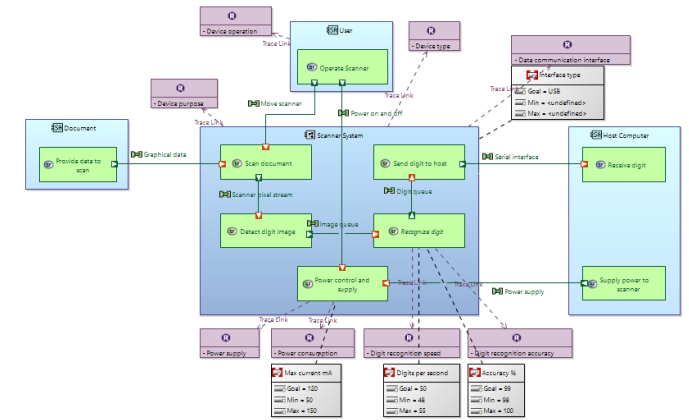 R
- Device operation
User
R
- Device type
R
- Data communication interface
Trace Link
Operate Scanner
Interface type
Goal = USB
Min = <undefined>
Max = <undefined>
R
- Device purpose
Trace Link
Trace Link
Trace Link
Move scanner
Power on and off
Document
Provide data to
scan
Graphical data
Scanner System
Scan document
Send digit to host
Serial interface
Host Computer
Receive digit
Scanner pixel stream
Digit queue
Detect digit image
Image queue
Recognize digit
Power control and
supply
Trace Link
Trace Link
Power supply
Supply power to
scanner
Trace Link
Trace Link
R
- Power supply
R
- Power consumption
R
- Digit recognition speed
R
- Digit recognition accuracy
Max current mA
Goal = 120
Min = 50
Max = 150
Digits per second
Goal = 50
Min = 48
Max = 55
Accuracy %
Goal = 99
Min = 98
Max = 100